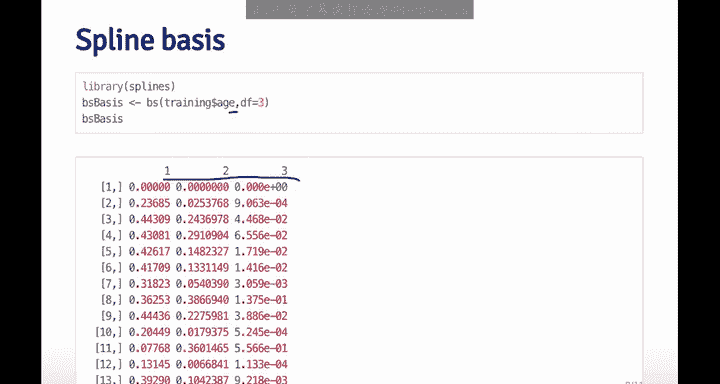 Spline basis
library(splines)
bsBasis <- bs(training$age,df=3)
bsBasis
1 2 3
[1,] 0.00000 0.0000000 0.000e+00
[2,] 0.23685 0.0253768 9.063e-04
[3,] 0.44309 0.2436978 4.468e-02
[4,] 0.43081 0.2910904 6.556e-02
[5,] 0.42617 0.1482327 1.719e-02
[6,] 0.41709 0.1331149 1.416e-02
[7,] 0.31823 0.0540390 3.059e-03
[8,] 0.36253 0.3866940 1.375e-01
[9,] 0.44436 0.2275981 3.886e-02
[10,] 0.20449 0.0179375 5.245e-04
[11,] 0.07768 0.3601465 5.566e-01
[12,] 0.13145 0.0066841 1.133e-04
[13,] 0.39290 0.1042387 9.218e-03